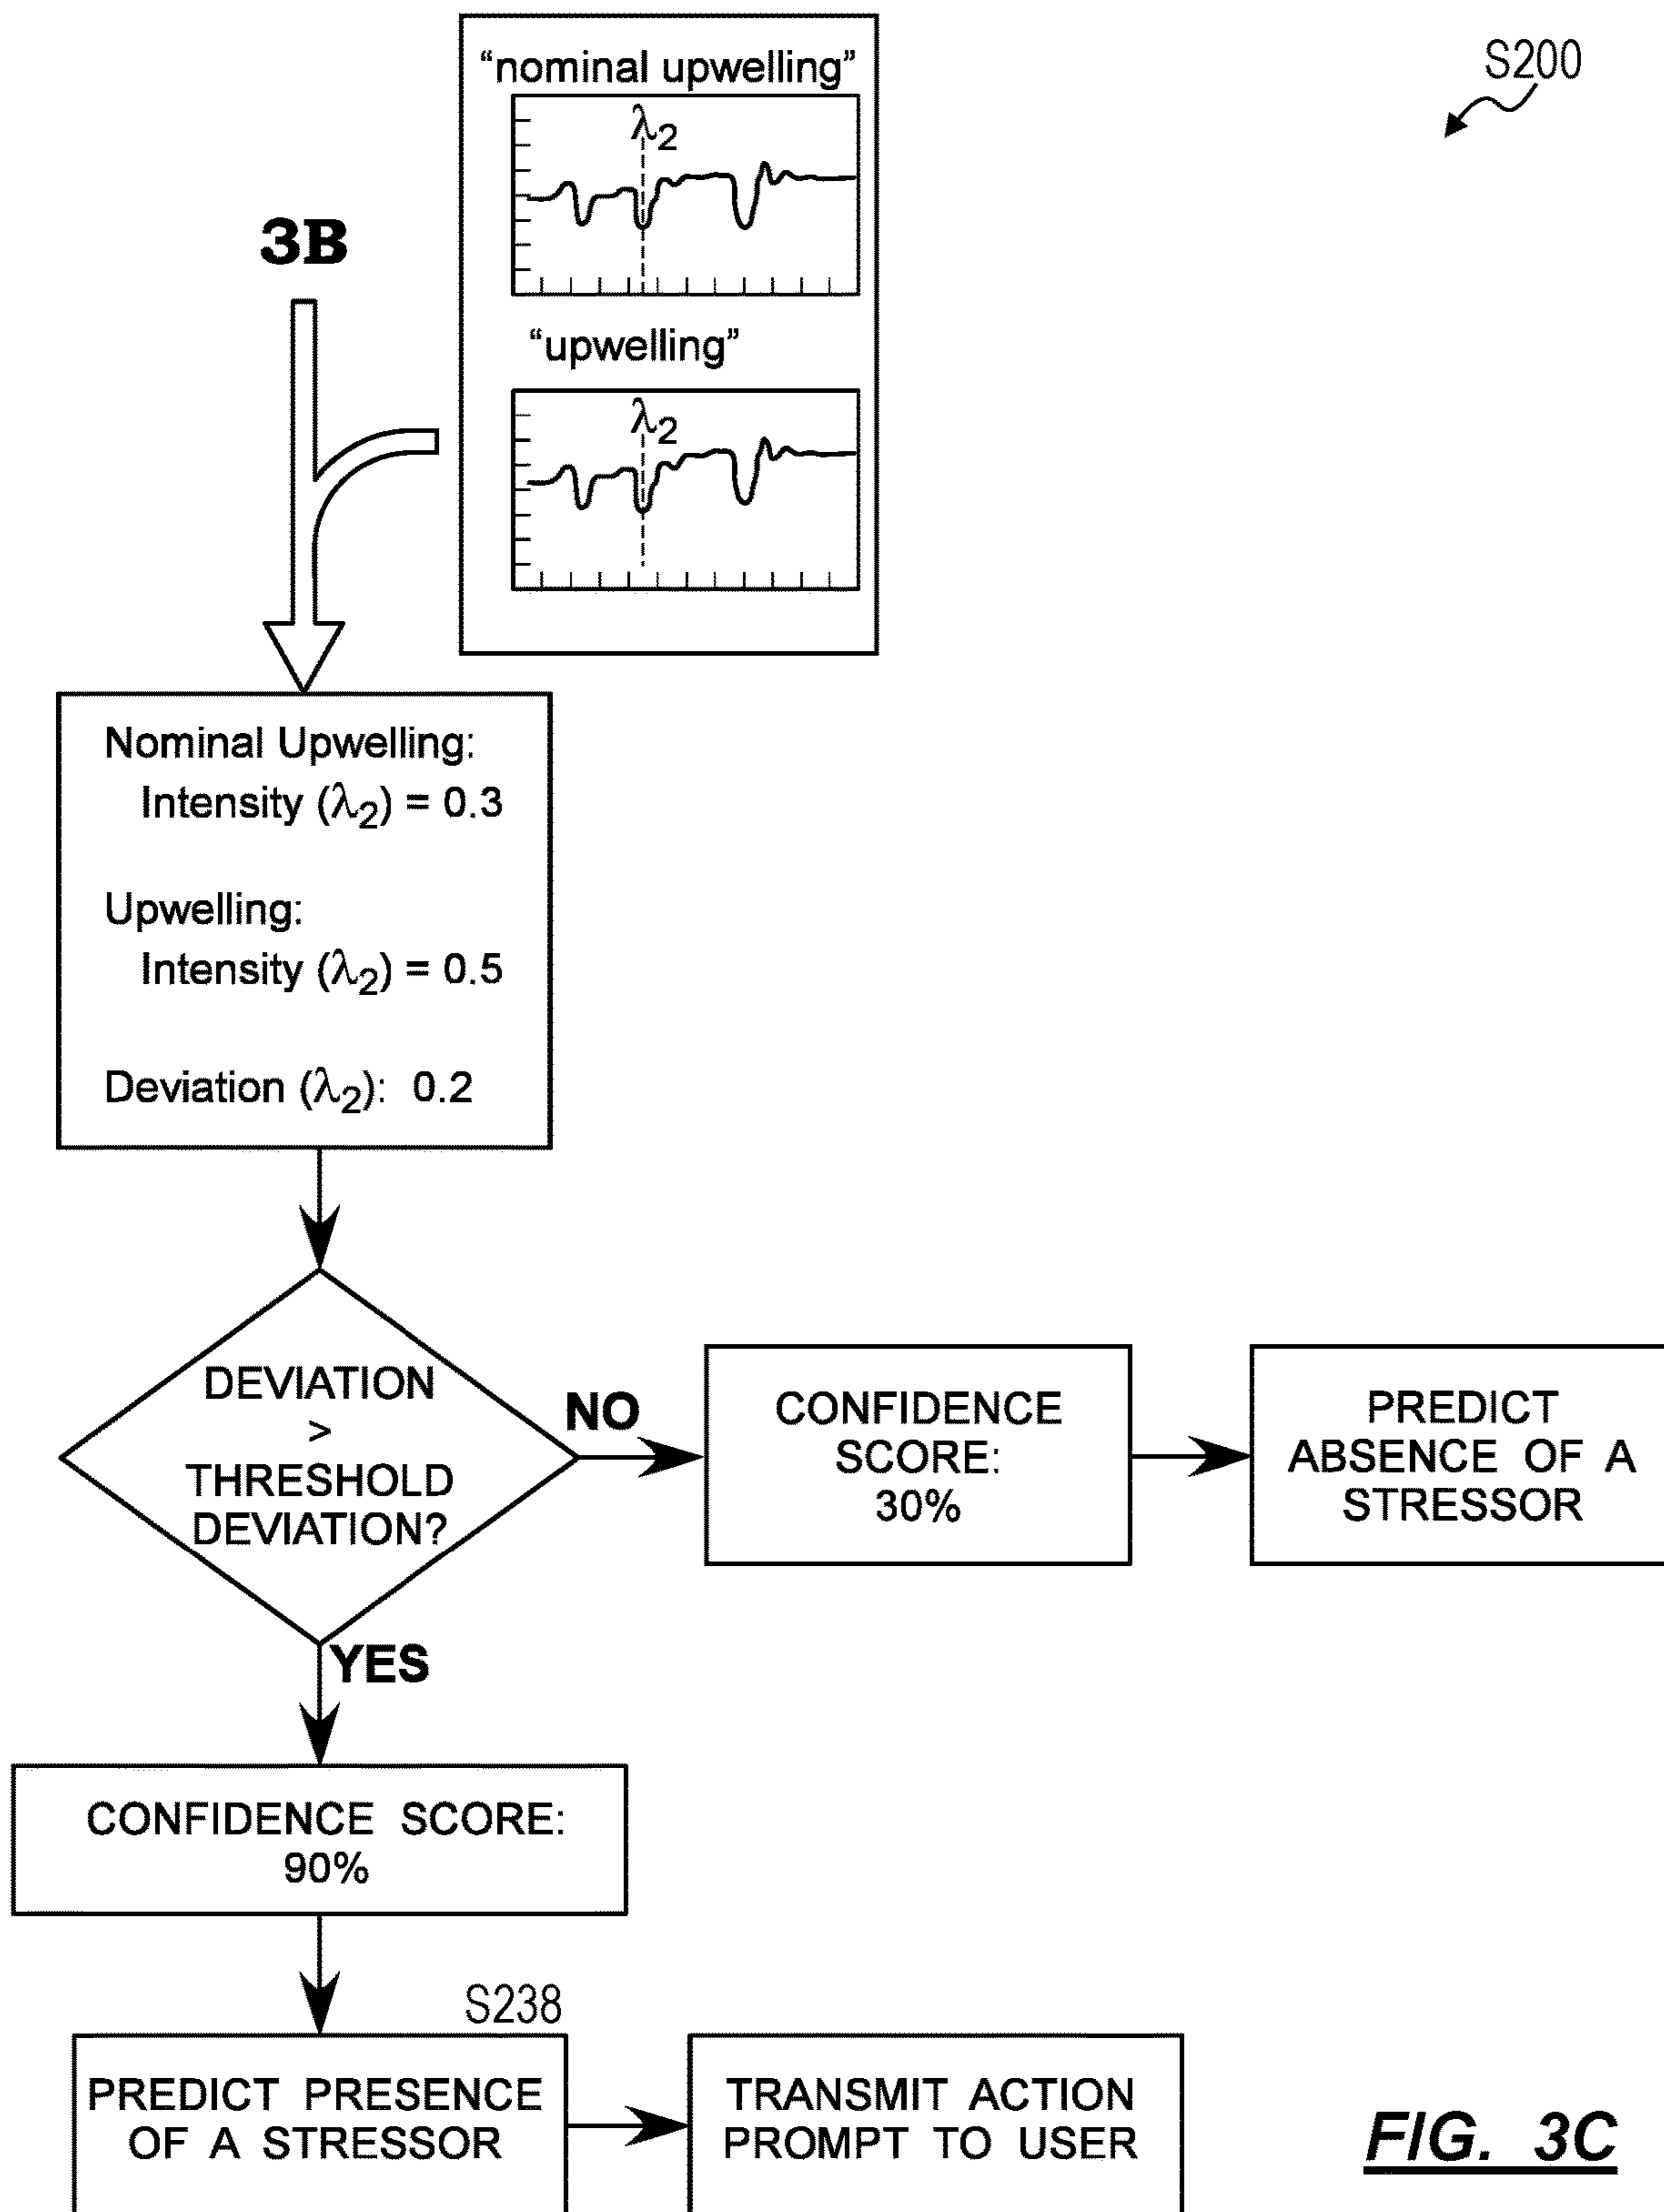 “nominal upwelling”
S200
λ2
3B
“upwelling”
λ2
Nominal Upwelling:
Intensity (λ2) = 0.3
Upwelling:
Intensity (λ2) = 0.5
Deviation (λ2): 0.2
DEVIATION
>
THRESHOLD
DEVIATION?
NO
CONFIDENCE
SCORE:
30%
PREDICT
ABSENCE OF A
STRESSOR
YES
CONFIDENCE SCORE:
90%
S238
PREDICT PRESENCE
OF A STRESSOR
TRANSMIT ACTION
PROMPT TO USER
FIG. 3C